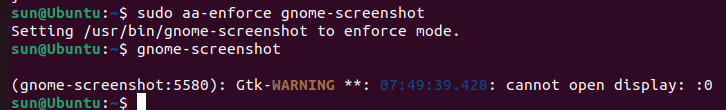 sun@Ubuntu:~$ sudo aa-enforce gnome-screenshot
Setting /usr/bin/gnome-screenshot to enforce mode.
sun@Ubuntu:~$ gnome-screenshot
(gnome-screenshot:5580): Gtk-WARNING **: 07:49:39.428: cannot open display: :0
sun@Ubuntu:~$